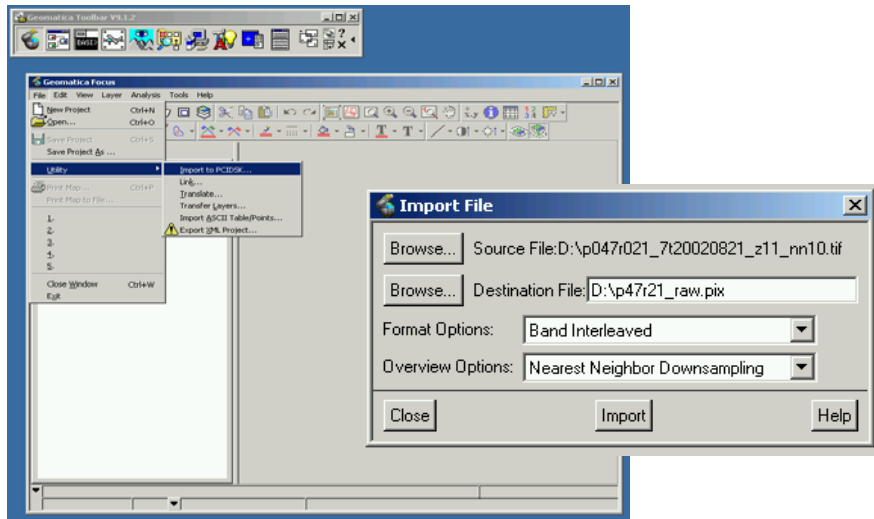 Geomatica Toolbar V9.1.2
EASI>
Geomatica Focus
File Edit View Layer Analysis Tools Help
New Project Ctrl+N
Open... Ctrl+O
Save Project Ctrl+S
Save Project As ...
Utility
Import to PCIDSK...
Link...
Translate...
Transfer Layers...
Import ASCII Table/Points...
Export XML Project...
Print Map... Ctrl+P
Print Map to File...
1.
2.
3.
4.
5.
Close Window Ctrl+W
Exit
Import File
Browse... Source File:D:\p047r021_7t20020821_z11_nn10.tif
Browse... Destination File: D:\p47r21_raw.pix
Format Options: Band Interleaved
Overview Options: Nearest Neighbor Downsampling
Close Import Help